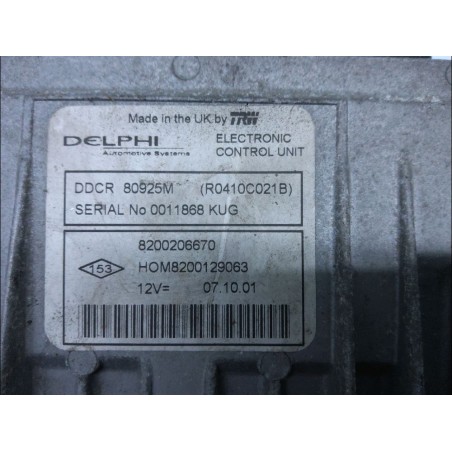 Made in the UK by TRW
DELPHI ELECTRONIC
Automotive Systems CONTROL UNIT
DDCR 80925M (R0410C021B)
SERIAL No 0011868 KUG
8200206670
153 HOM8200129063
12V= 07.10.01